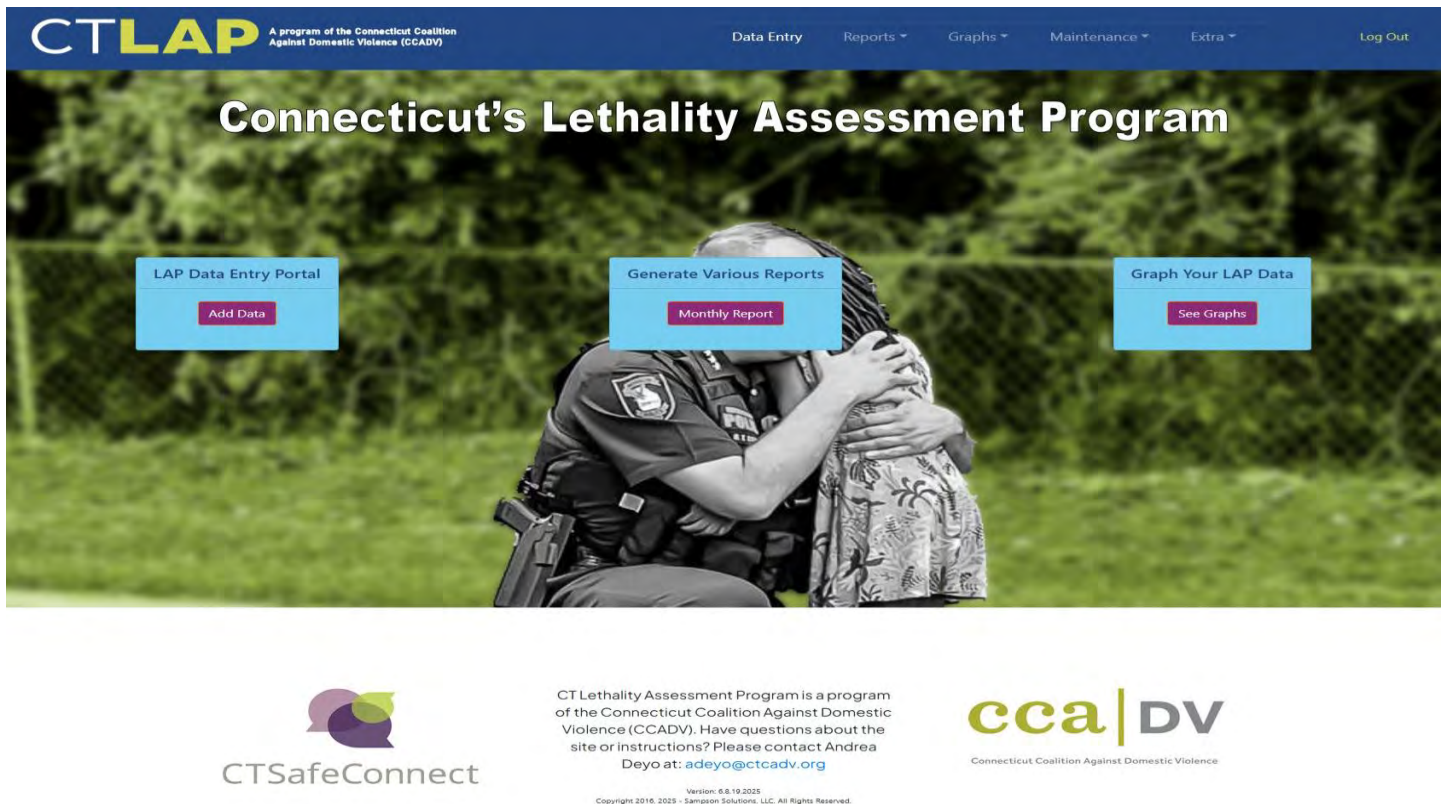 CTLAP
A program of the Connecticut Coalition
Against Domestic Violence (CCADV)
Data Entry Reports Graphs Maintenance Extra Log Out
Connecticut's Lethality Assessment Program
LAP Data Entry Portal
Add Data
Generate Various Reports
Monthly Report
Graph Your LAP Data
See Graphs
CTSafeConnect
CT Lethality Assessment Program is a program
of the Connecticut Coalition Against Domestic
Violence (CCADV). Have questions about the
site or instructions? Please contact Andrea
Deyo at: adeyo@ctcadv.org
Version: 6.8.19.2025
Copyright 2016, 2025 - Sampson Solutions, LLC. All Rights Reserved.
cca|DV
Connecticut Coalition Against Domestic Violence